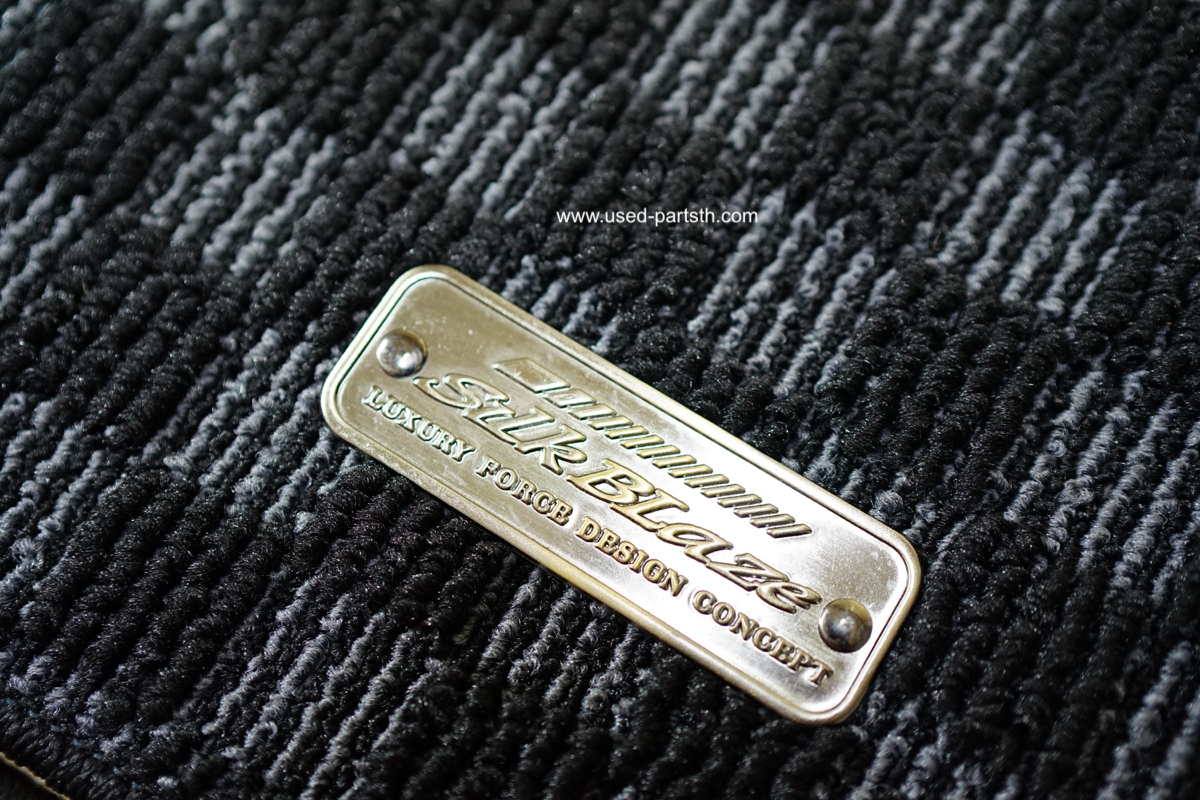 www.used-partsth.com
SilkBLaze
LUXURY FORCE DESIGN CONCEPT